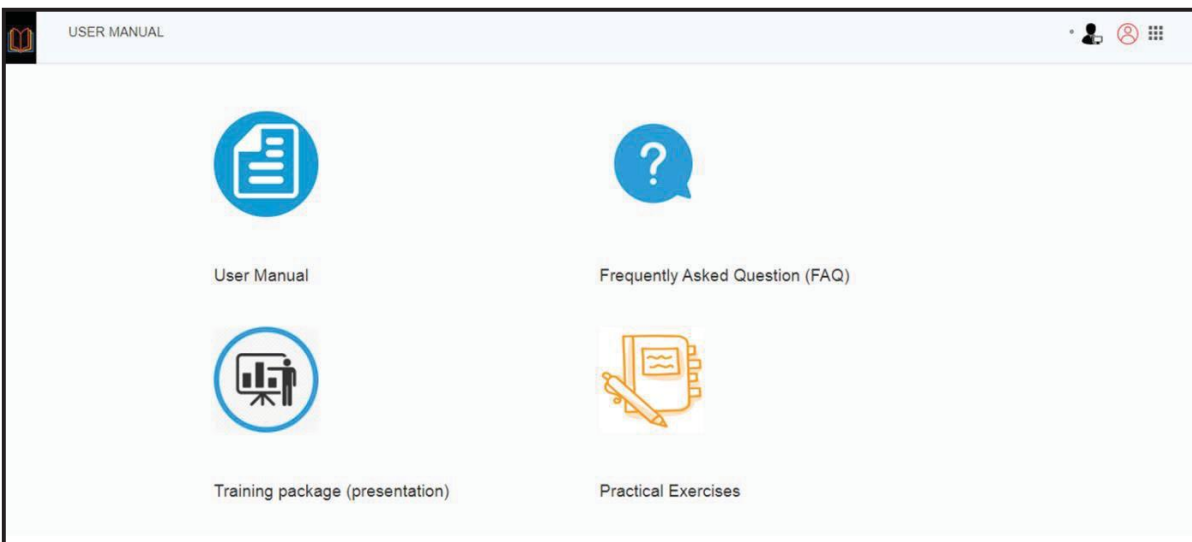 USER MANUAL
User Manual
Frequently Asked Question (FAQ)
Training package (presentation)
Practical Exercises